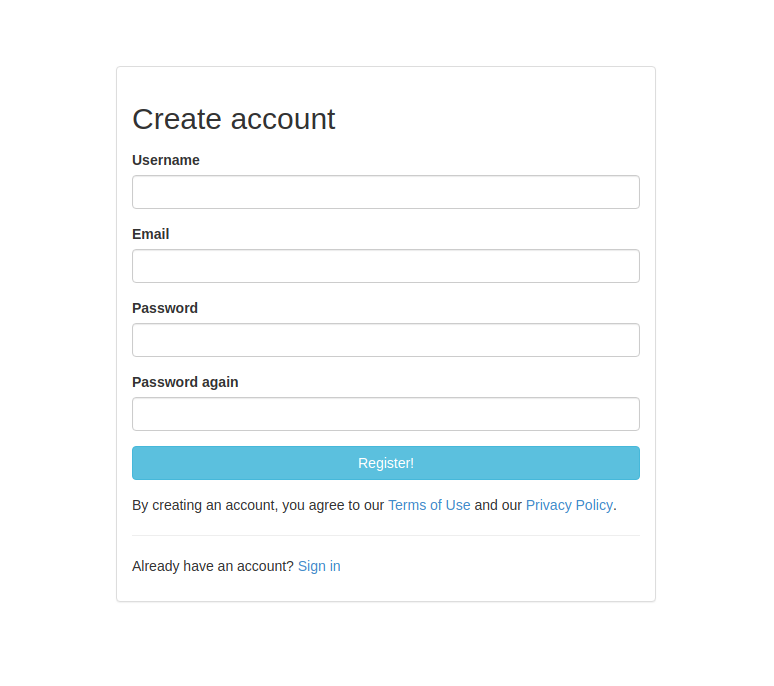 Create account
Username
Email
Password
Password again
Register!
By creating an account, you agree to our Terms of Use and our Privacy Policy.
Already have an account? Sign in